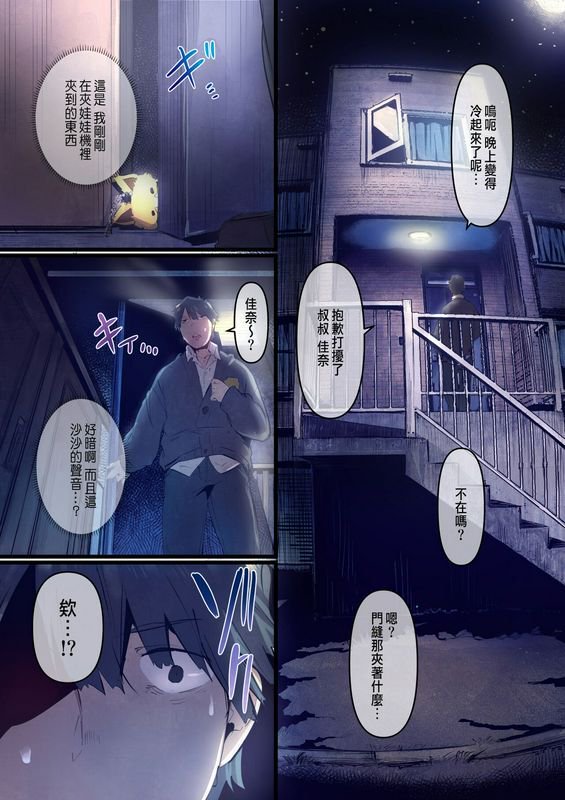 嗚呃 晚上變得
冷起來了呢…
抱歉打擾了
叔叔 佳奈
不在嗎？
嗯？
門縫那夾著什麼…
ギッ
這是 我剛剛
在夾娃娃機裡
夾到的東西
佳奈～？
キィ…
好暗啊 而且這
沙沙的聲音…？
欸…!?